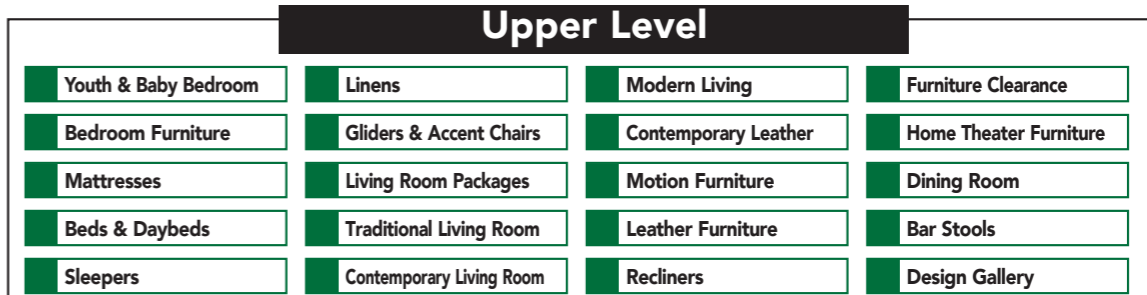 Upper Level
Youth & Baby Bedroom
Bedroom Furniture
Mattresses
Beds & Daybeds
Sleepers
Linens
Gliders & Accent Chairs
Living Room Packages
Traditional Living Room
Contemporary Living Room
Modern Living
Contemporary Leather
Motion Furniture
Leather Furniture
Recliners
Furniture Clearance
Home Theater Furniture
Dining Room
Bar Stools
Design Gallery